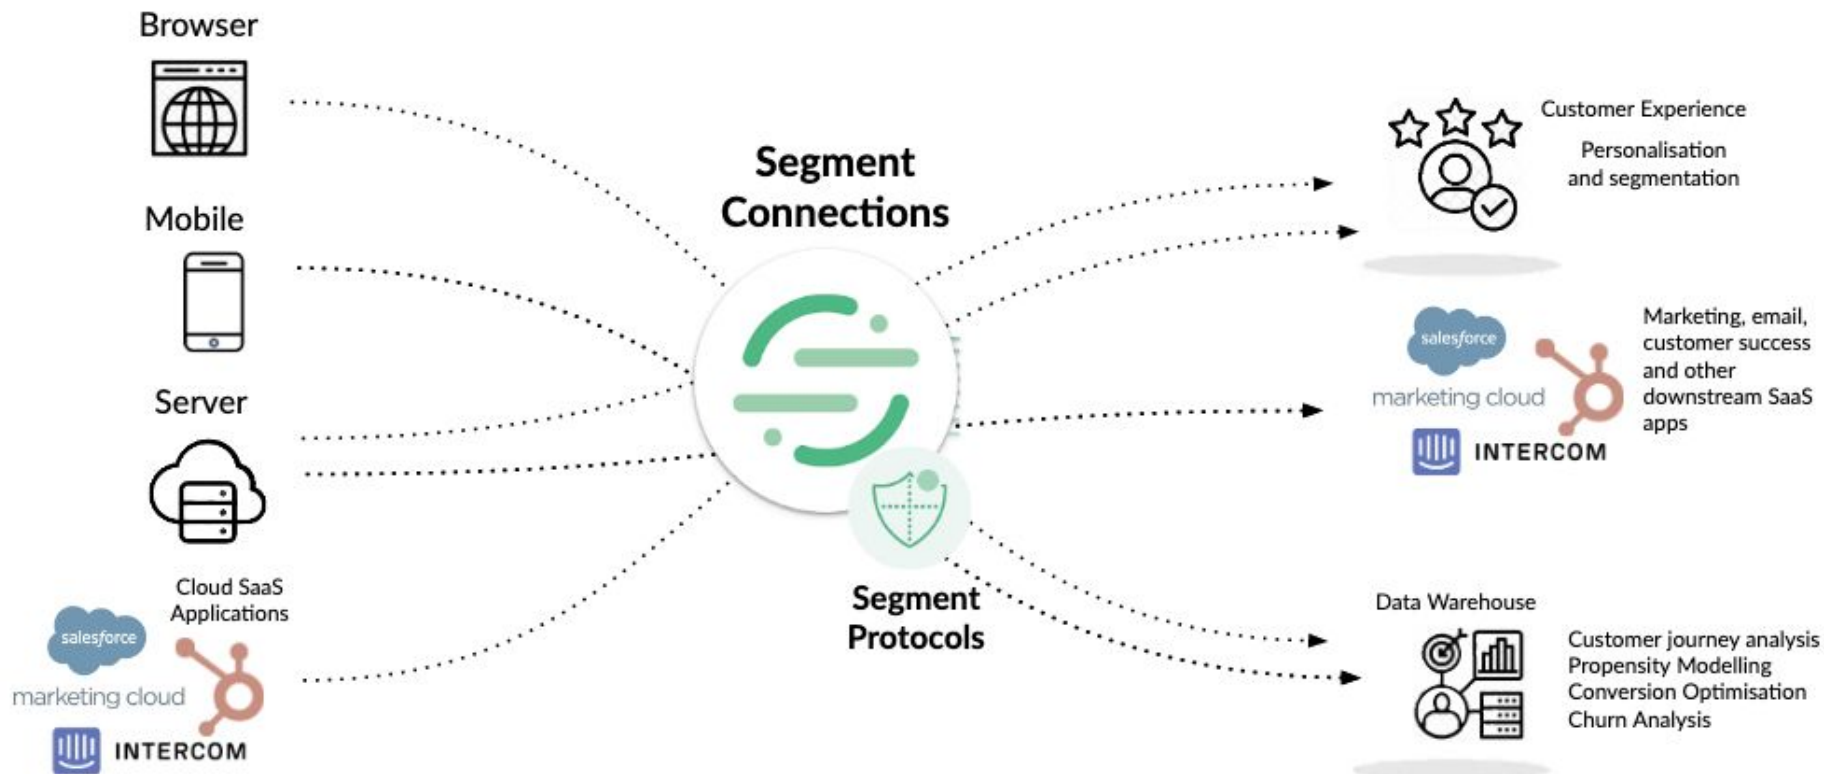 Browser
Mobile
Server
Cloud SaaS
Applications
salesforce
marketing cloud
INTERCOM
Segment
Connections
Segment
Protocols
Customer Experience
Personalisation
and segmentation
salesforce
marketing cloud
INTERCOM
Marketing, email,
customer success
and other
downstream SaaS
apps
Data Warehouse
Customer journey analysis
Propensity Modelling
Conversion Optimisation
Churn Analysis